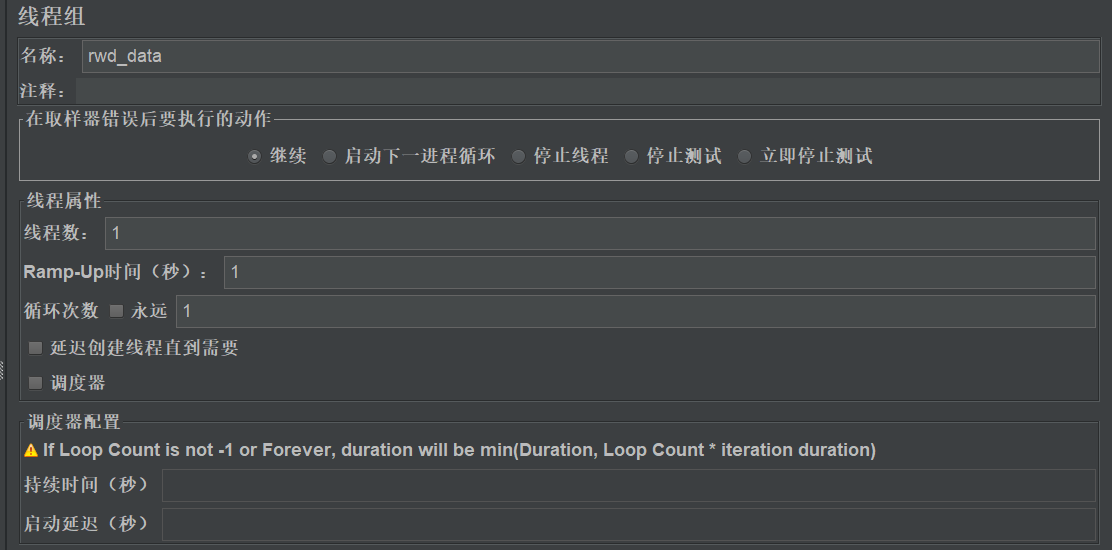 线程组
名称： rwd_data
注释：
在取样器错误后要执行的动作
继续 启动下一进程循环 停止线程 停止测试 立即停止测试
线程属性
线程数： 1
Ramp-Up时间（秒）： 1
循环次数 永远 1
延迟创建线程直到需要
调度器
调度器配置
If Loop Count is not -1 or Forever, duration will be min(Duration, Loop Count * iteration duration)
持续时间（秒）
启动延迟（秒）